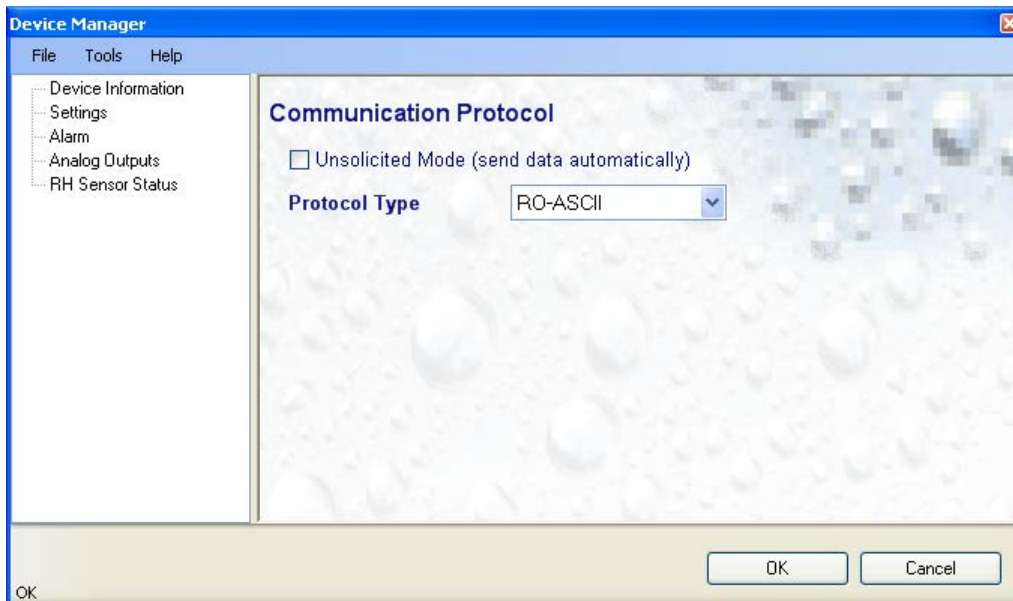 Device Manager
File Tools Help
Device Information
Settings
Alarm
Analog Outputs
RH Sensor Status
Communication Protocol
Unsolicited Mode (send data automatically)
Protocol Type RO-ASCII
OK Cancel
OK